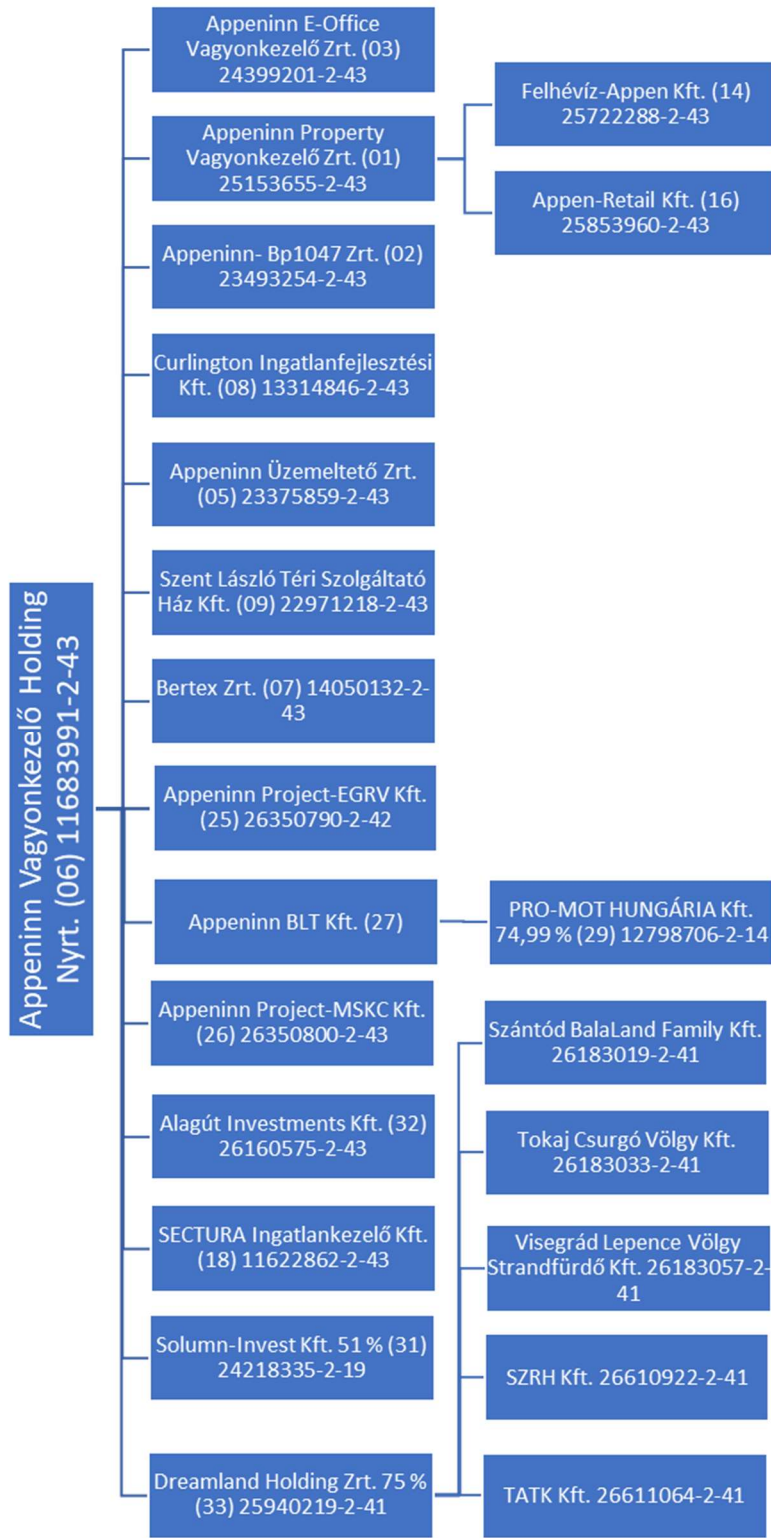 Appeninn Vagyonkezelő Holding
Nyrt. (06) 11683991-2-43
Appeninn E-Office
Vagyonkezelő Zrt. (03)
24399201-2-43
Appeninn Property
Vagyonkezelő Zrt. (01)
25153655-2-43
Felhévíz-Appen Kft. (14)
25722288-2-43
Appen-Retail Kft. (16)
25853960-2-43
Appeninn- Bp1047 Zrt. (02)
23493254-2-43
Curlington Ingatlanfejlesztési
Kft. (08) 13314846-2-43
Appeninn Üzemeltető Zrt.
(05) 23375859-2-43
Szent László Téri Szolgáltató
Ház Kft. (09) 22971218-2-43
Bertex Zrt. (07) 14050132-2-
43
Appeninn Project-EGRV Kft.
(25) 26350790-2-42
Appeninn BLT Kft. (27)
PRO-MOT HUNGÁRIA Kft.
74,99 % (29) 12798706-2-14
Appeninn Project-MSKC Kft.
(26) 26350800-2-43
Alagút Investments Kft. (32)
26160575-2-43
SECTURA Ingatlankezelő Kft.
(18) 11622862-2-43
Solumn-Invest Kft. 51 % (31)
24218335-2-19
Dreamland Holding Zrt. 75 %
(33) 25940219-2-41
Szántód BalaLand Family Kft.
26183019-2-41
Tokaj Csurgó Völgy Kft.
26183033-2-41
Visegrád Lepence Völgy
Strandfürdő Kft. 26183057-2-
41
SZRH Kft. 26610922-2-41
TATK Kft. 26611064-2-41